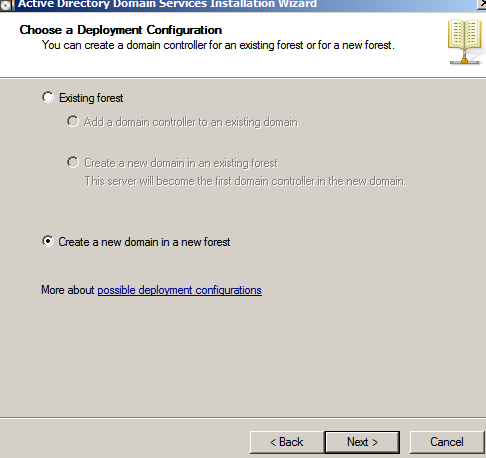 Active Directory Domain Services Installation Wizard
Choose a Deployment Configuration
You can create a domain controller for an existing forest or for a new forest.
Existing forest
Add a domain controller to an existing domain
Create a new domain in an existing forest
This server will become the first domain controller in the new domain.
Create a new domain in a new forest
More about possible deployment configurations
< Back Next > Cancel